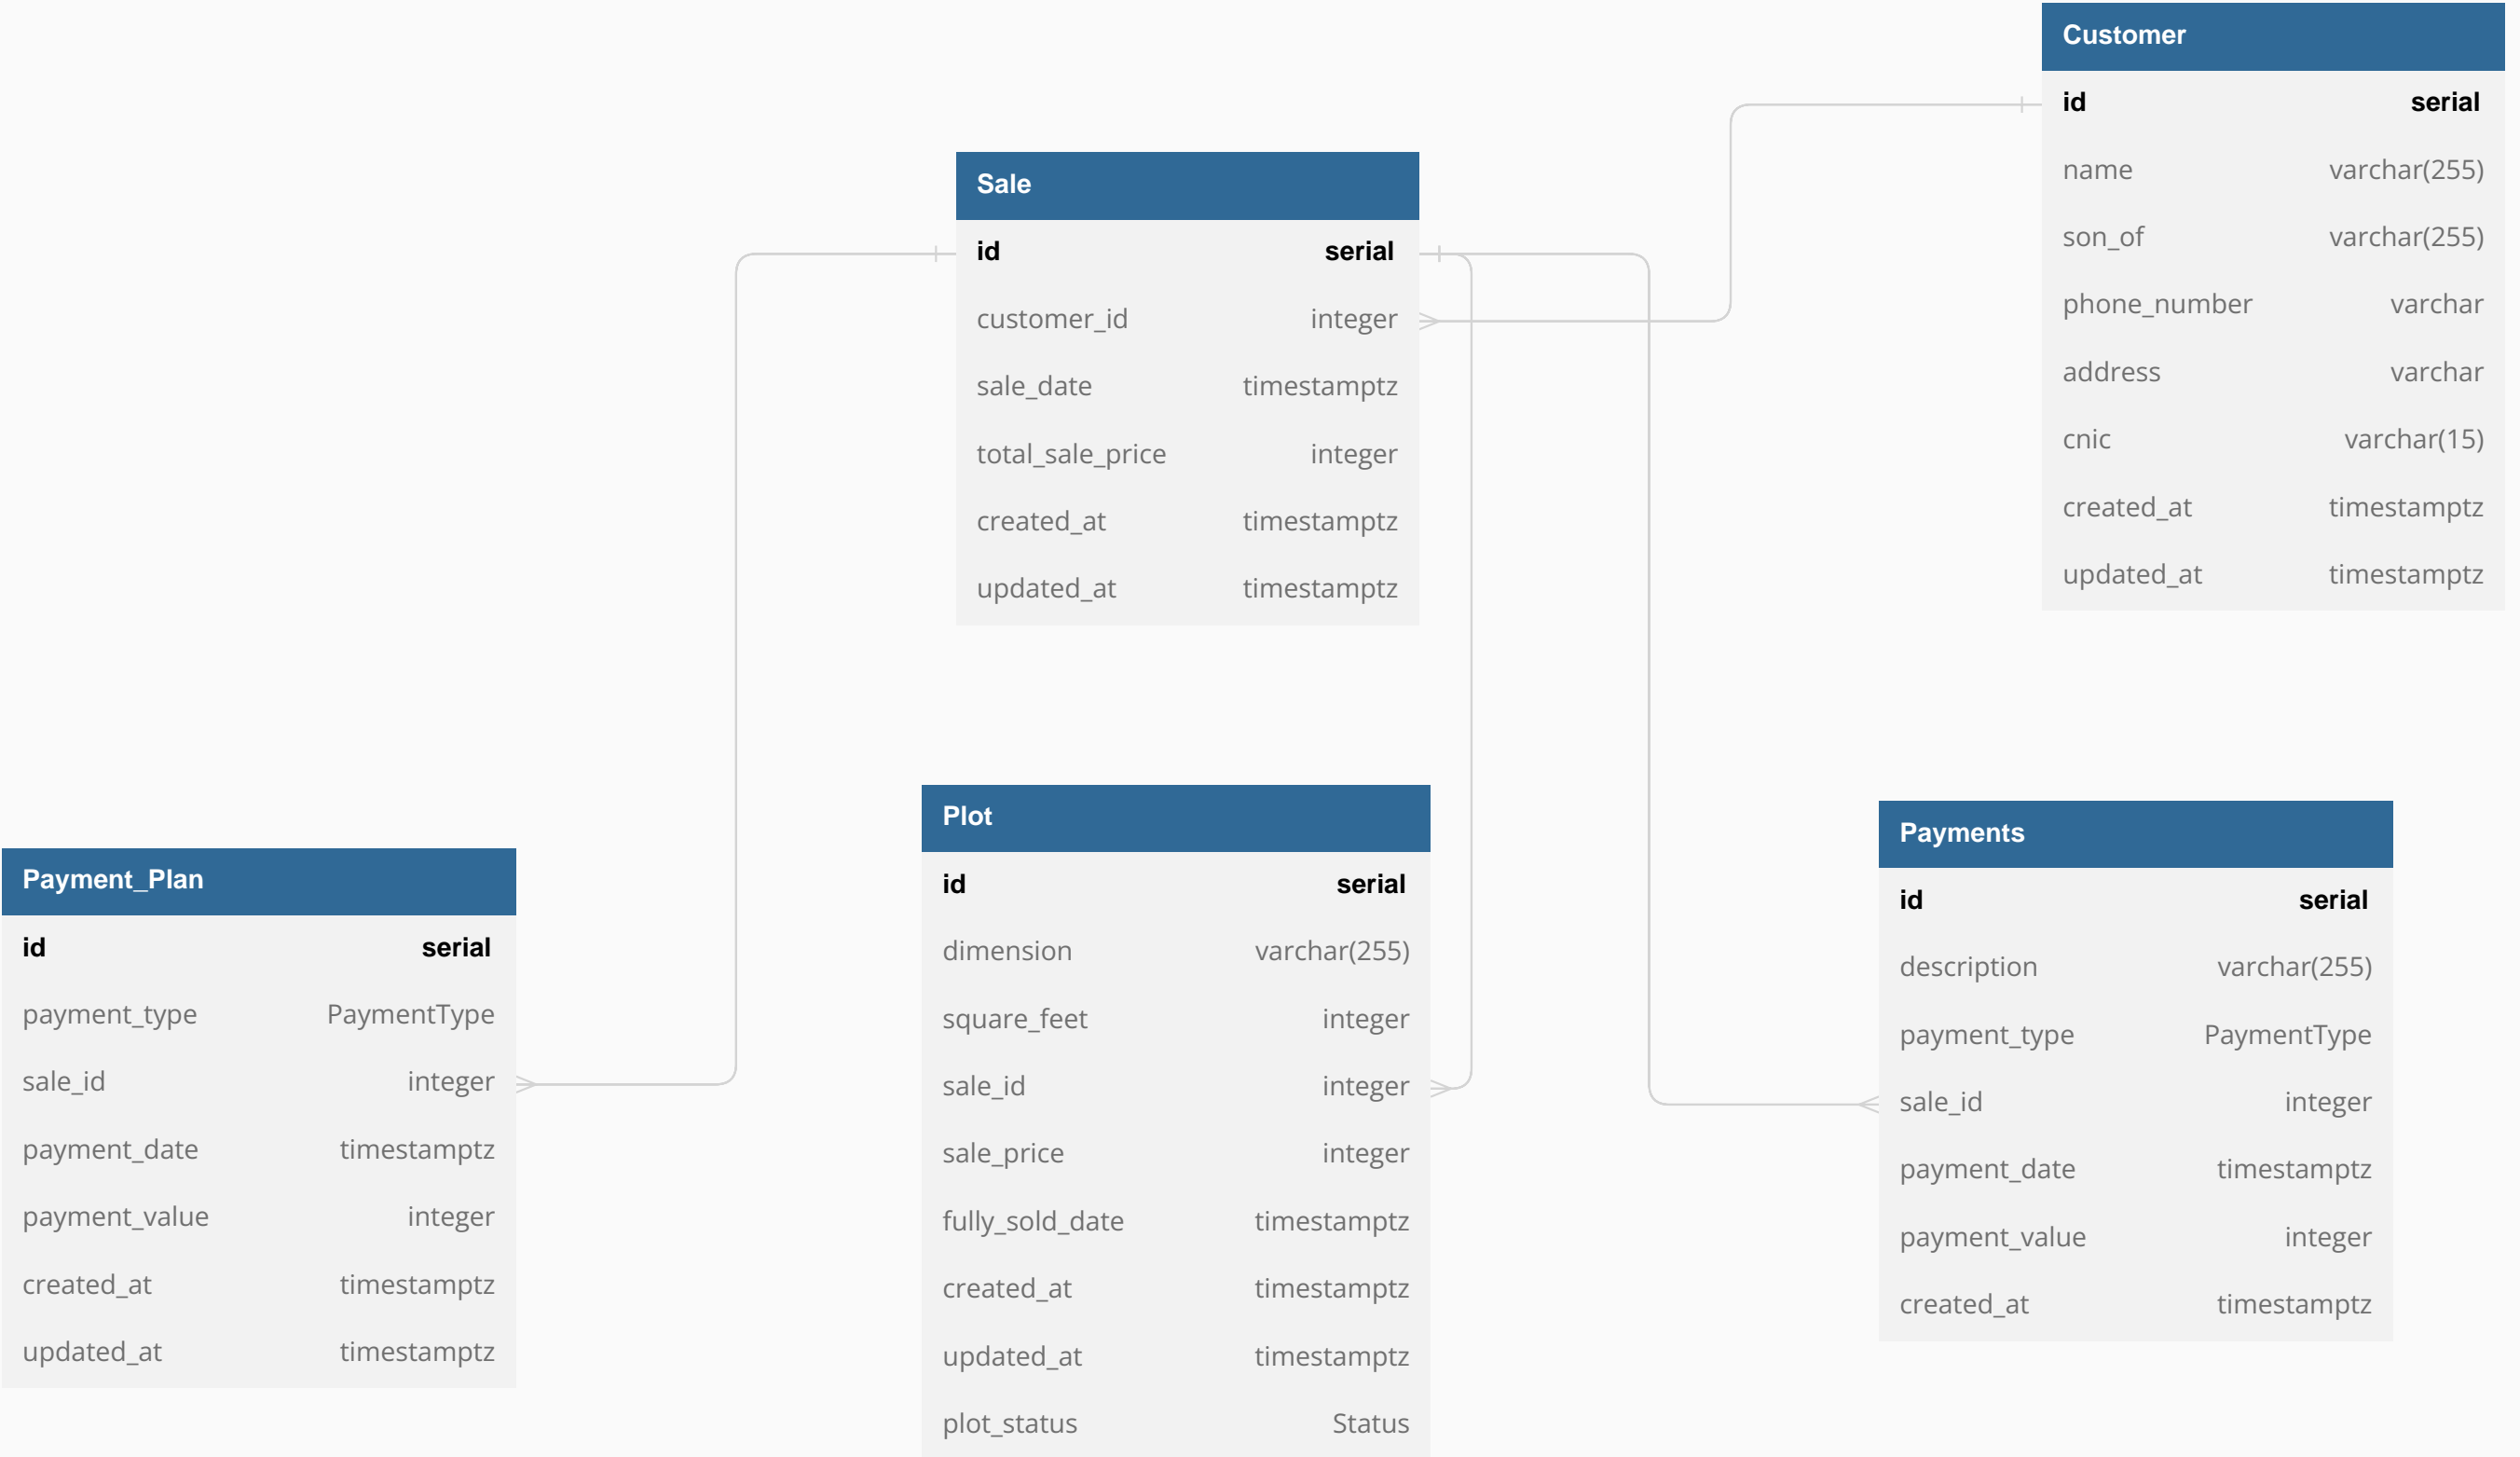 Customer
id serial
name varchar(255)
son_of varchar(255)
phone_number varchar
address varchar
cnic varchar(15)
created_at timestamptz
updated_at timestamptz
Sale
id serial
customer_id integer
sale_date timestamptz
total_sale_price integer
created_at timestamptz
updated_at timestamptz
Payment_Plan
id serial
payment_type PaymentType
sale_id integer
payment_date timestamptz
payment_value integer
created_at timestamptz
updated_at timestamptz
Plot
id serial
dimension varchar(255)
square_feet integer
sale_id integer
sale_price integer
fully_sold_date timestamptz
created_at timestamptz
updated_at timestamptz
plot_status Status
Payments
id serial
description varchar(255)
payment_type PaymentType
sale_id integer
payment_date timestamptz
payment_value integer
created_at timestamptz